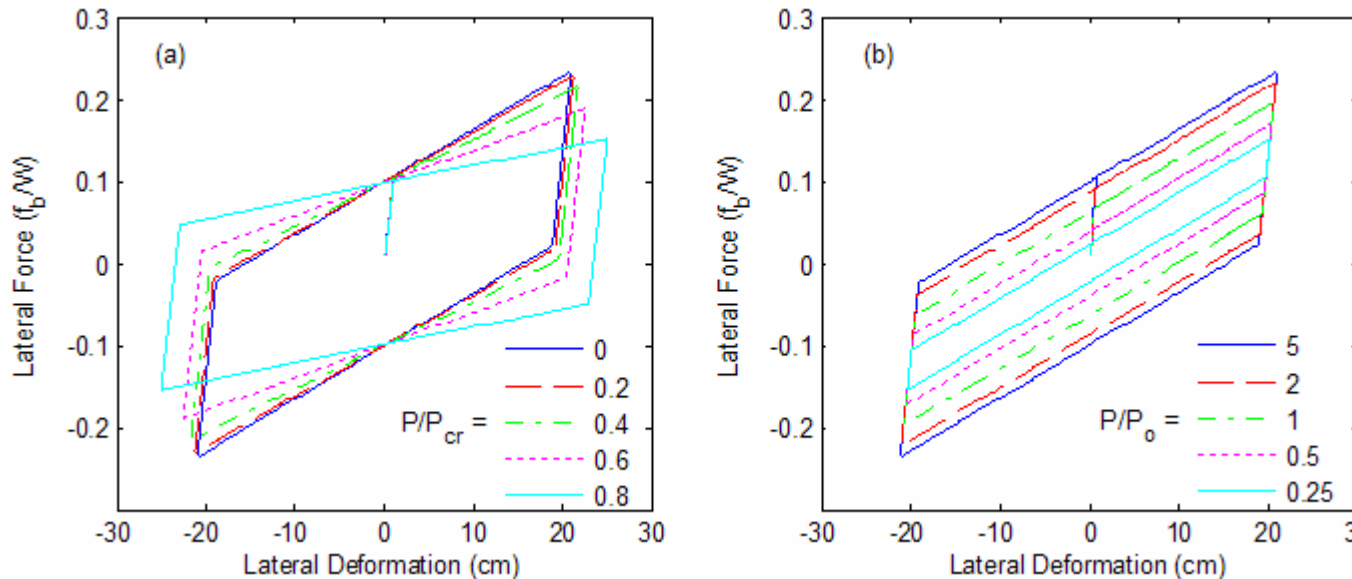 (a)
0.3
0.2
0.1
0
-0.1
-0.2
Lateral Force (f_b/W)
-30 -20 -10 0 10 20 30
Lateral Deformation (cm)
P/P_cr =
0
0.2
0.4
0.6
0.8
(b)
0.3
0.2
0.1
0
-0.1
-0.2
Lateral Force (f_b/W)
-30 -20 -10 0 10 20 3
Lateral Deformation (cm)
P/P_o =
5
2
1
0.5
0.25